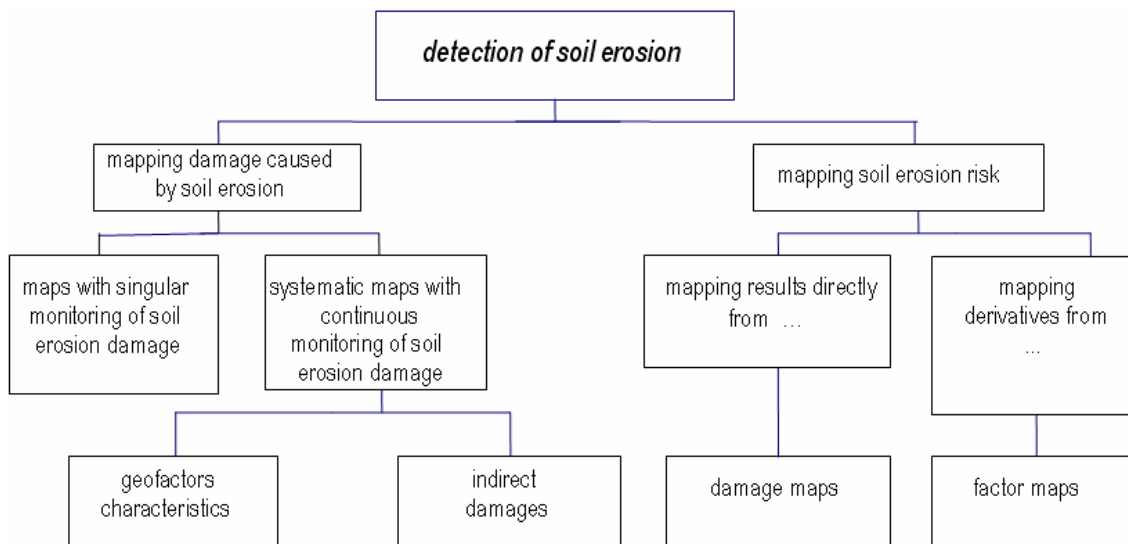 detection of soil erosion
mapping damage caused
by soil erosion
mapping soil erosion risk
maps with singular
monitoring of soil
erosion damage
systematic maps with
continuous
monitoring of soil
erosion damage
mapping results directly
from ...
mapping
derivatives from
...
geofactors
characteristics
indirect
damages
damage maps
factor maps